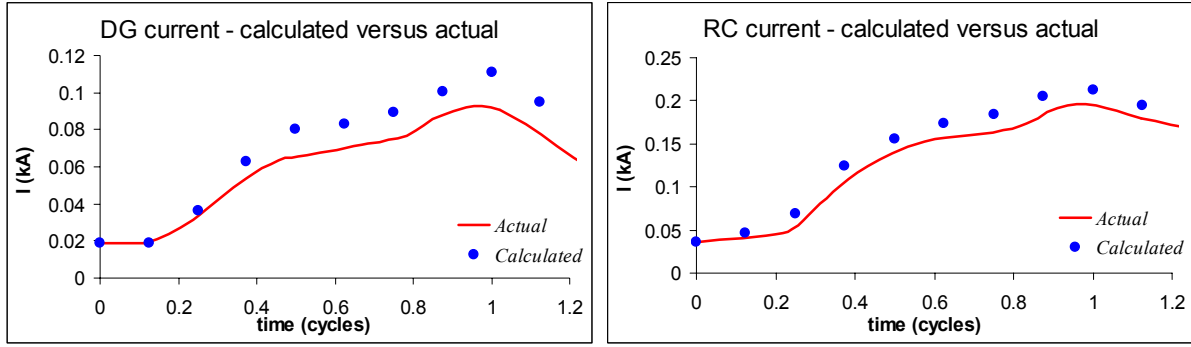 DG current - calculated versus actual
0.12
0.1
0.08
0.06
0.04
0.02
0
I (kA)
0 0.2 0.4 0.6 0.8 1 1.2
time (cycles)
Actual
Calculated
RC current - calculated versus actual
0.25
0.2
0.15
0.1
0.05
0
I (kA)
0 0.2 0.4 0.6 0.8 1 1.2
time (cycles)
Actual
Calculated